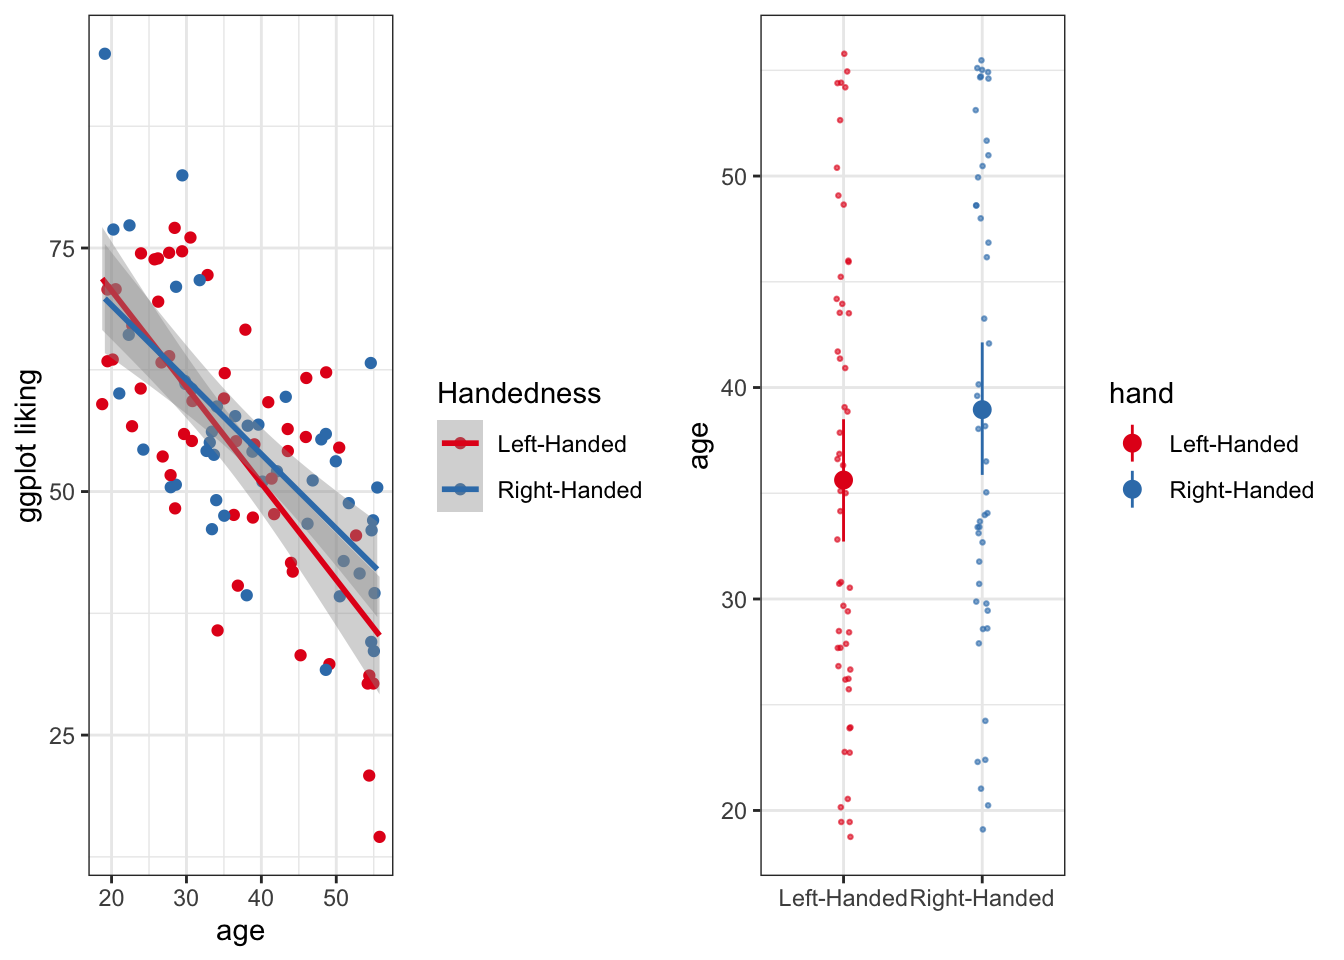 ggplot liking
75
50
25
20 30 40 50
age
Handedness
Left-Handed
Right-Handed
age
50
40
30
20
Left-Handed Right-Handed
hand
Left-Handed
Right-Handed